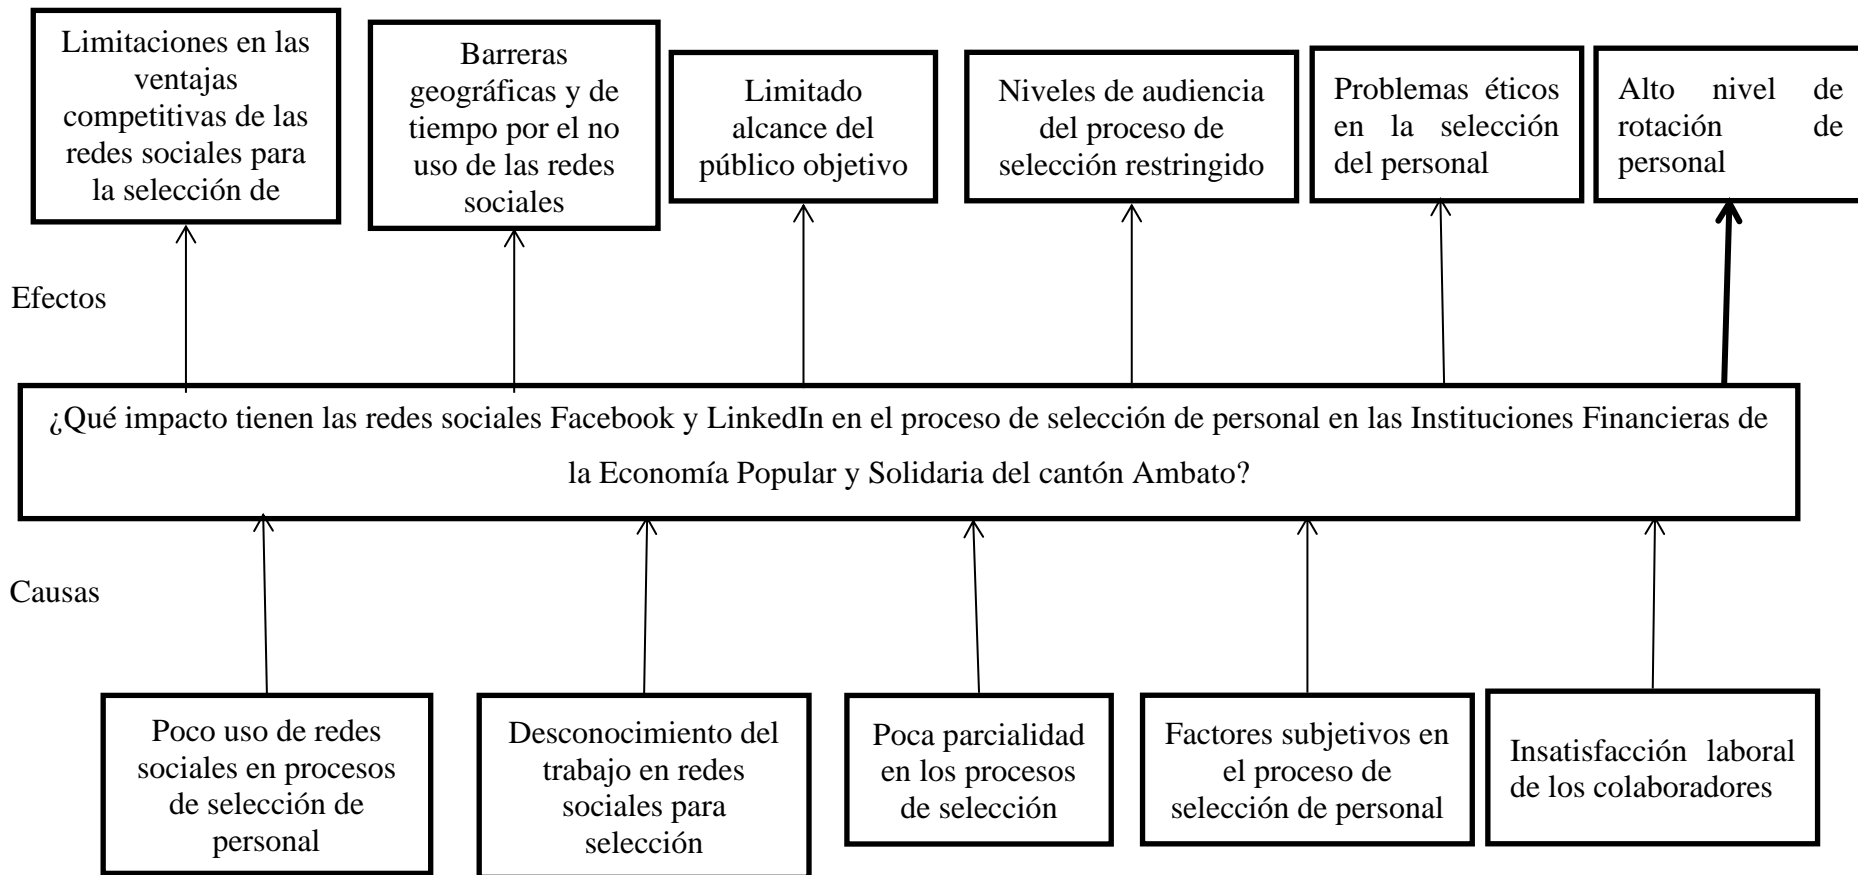 Limitaciones en las
ventajas
competitivas de las
redes sociales para
la selección de
Barreras
geográficas y de
tiempo por el no
uso de las redes
sociales
Limitado
alcance del
público objetivo
Niveles de audiencia
del proceso de
selección restringido
Problemas éticos
en la selección
del personal
Alto nivel de
rotación de
personal
Efectos
¿Qué impacto tienen las redes sociales Facebook y LinkedIn en el proceso de selección de personal en las Instituciones Financieras de
la Economía Popular y Solidaria del cantón Ambato?
Causas
Poco uso de redes
sociales en procesos
de selección de
personal
Desconocimiento del
trabajo en redes
sociales para
selección
Poca parcialidad
en los procesos
de selección
Factores subjetivos en
el proceso de
selección de personal
Insatisfacción laboral
de los colaboradores